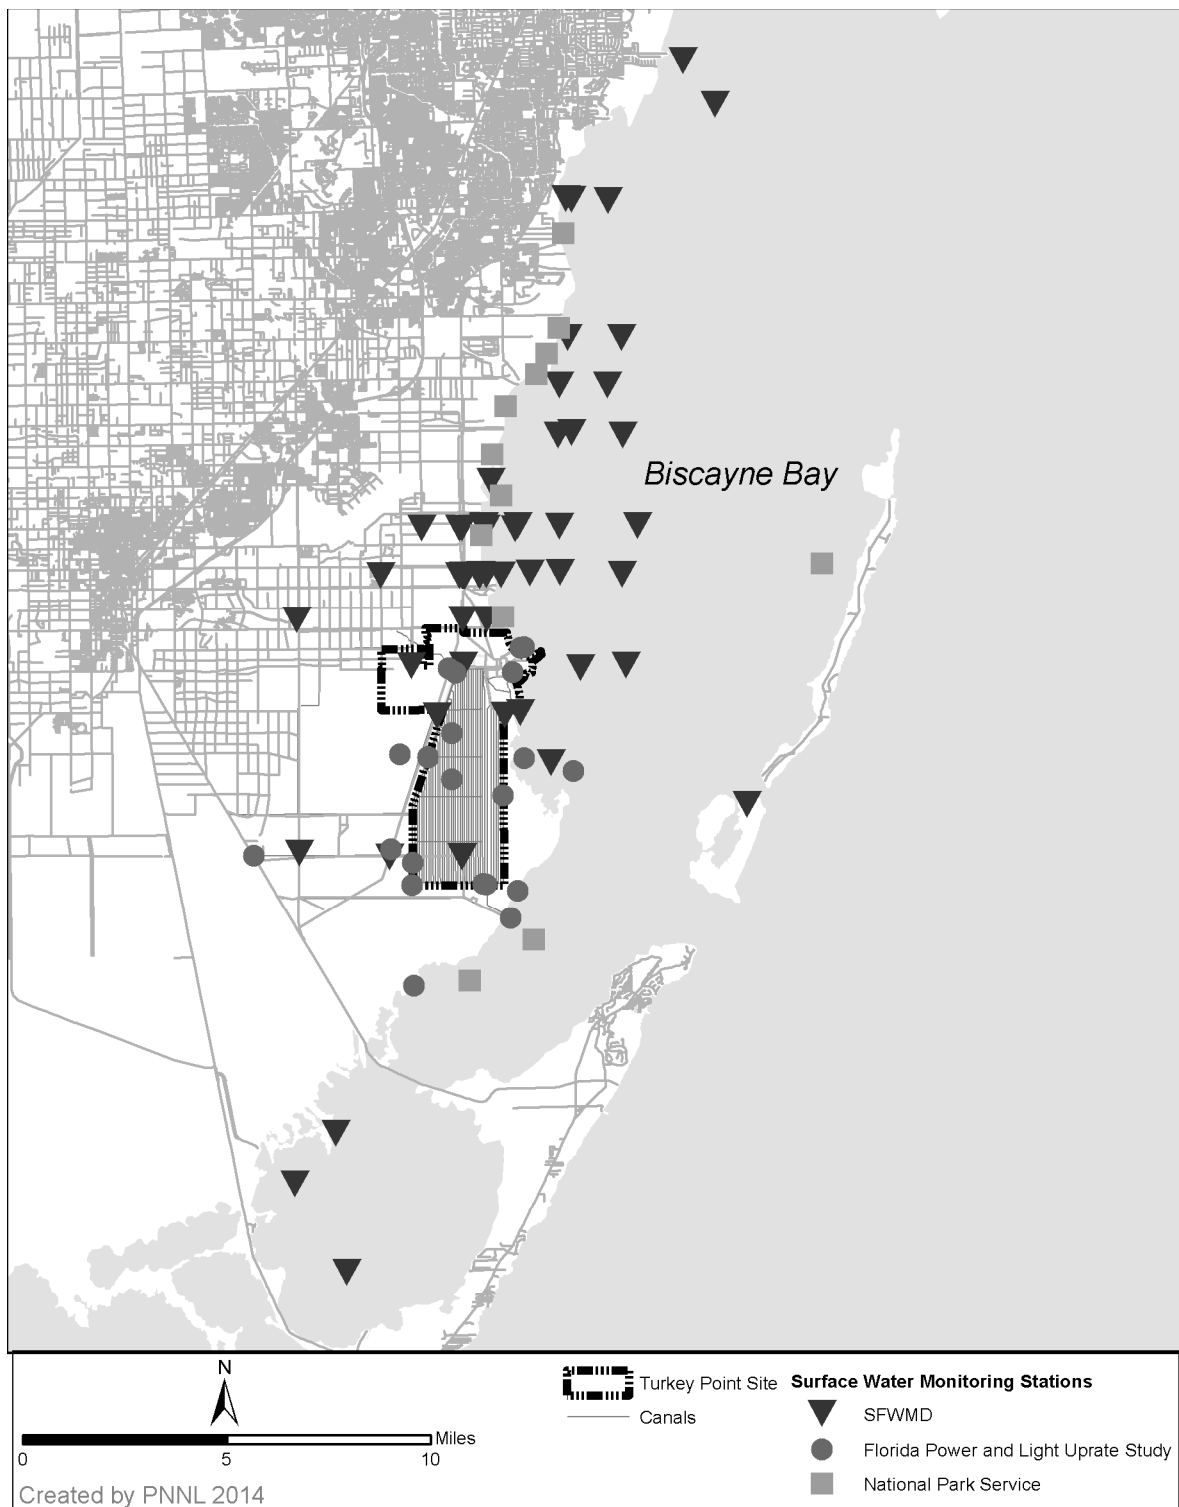 Biscayne Bay
N
0 5 10 Miles
Created by PNNL 2014
Turkey Point Site
Canals
Surface Water Monitoring Stations
SFWMD
Florida Power and Light Uprate Study
National Park Service